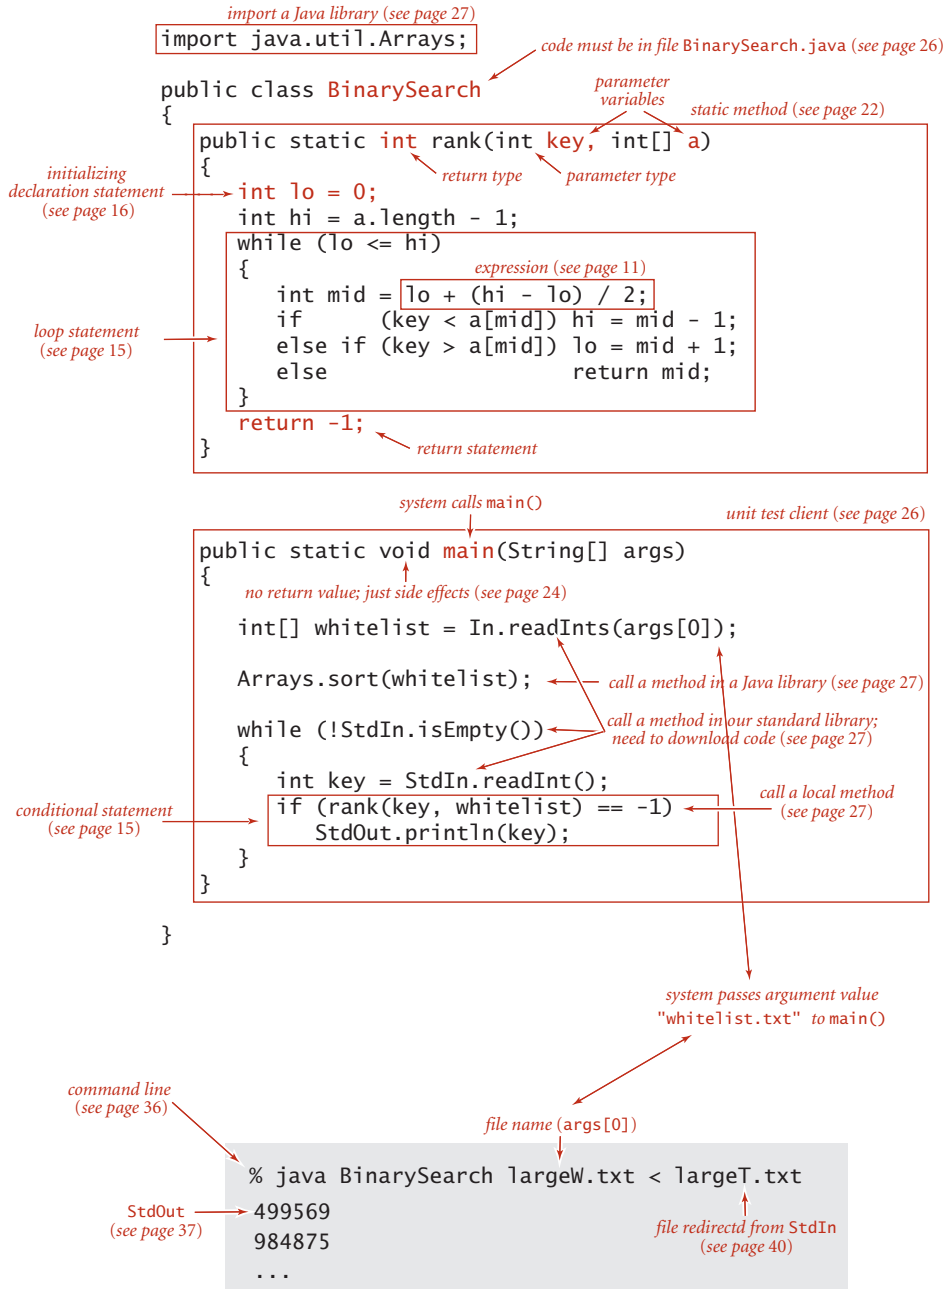 import a Java library (see page 27)
import java.util.Arrays;
code must be in file BinarySearch.java (see page 26)
public class BinarySearch
parameter
variables
{
static method (see page 22)
public static int rank(int key, int[] a)
{
return type
parameter type
initializing
declaration statement
(see page 16)
int lo = 0;
int hi = a.length - 1;
while (lo <= hi)
{
expression (see page 11)
int mid = lo + (hi - lo) / 2;
if (key < a[mid]) hi = mid - 1;
else if (key > a[mid]) lo = mid + 1;
else return mid;
}
loop statement
(see page 15)
return -1;
return statement
}
system calls main()
unit test client (see page 26)
public static void main(String[] args)
{
no return value; just side effects (see page 24)
int[] whitelist = In.readInts(args[0]);
Arrays.sort(whitelist);
call a method in a Java library (see page 27)
call a method in our standard library;
need to download code (see page 27)
while (!StdIn.isEmpty())
{
int key = StdIn.readInt();
if (rank(key, whitelist) == -1)
StdOut.println(key);
call a local method
(see page 27)
conditional statement
(see page 15)
}
}
}
system passes argument value
"whitelist.txt" to main()
command line
(see page 36)
file name (args[0])
% java BinarySearch largeW.txt < largeT.txt
StdOut
(see page 37)
499569
984875
...
file redirectd from StdIn
(see page 40)